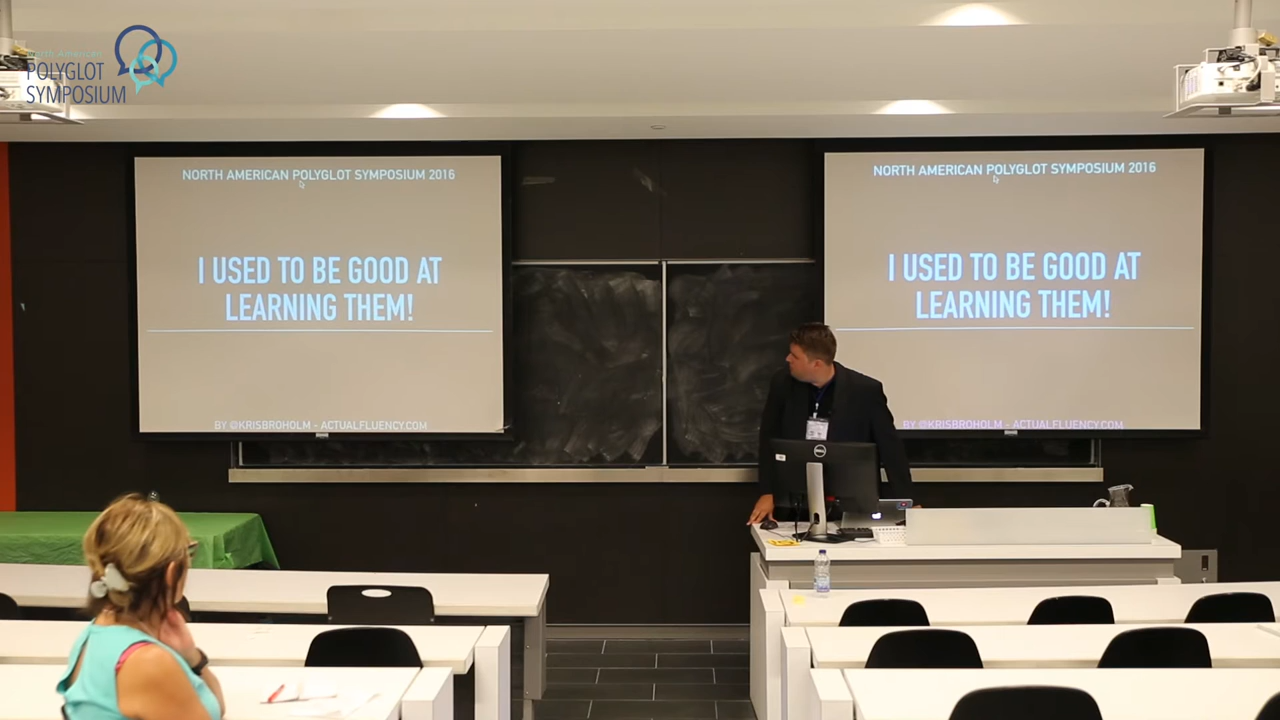 North American
POLYGLOT
SYMPOSIUM
NORTH AMERICAN POLYGLOT SYMPOSIUM 2016
I USED TO BE GOOD AT
LEARNING THEM!
BY @KRISBROHOLM - ACTUALFLUENCY.COM
NORTH AMERICAN POLYGLOT SYMPOSIUM 2016
I USED TO BE GOOD AT
LEARNING THEM!
BY @KRISBROHOLM - ACTUALFLUENCY.COM
DELL